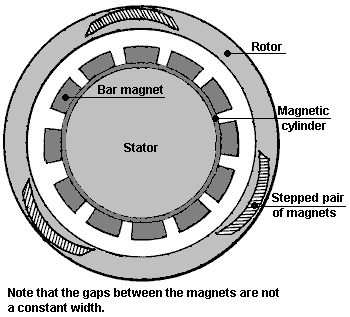 Rotor
Bar magnet
Magnetic
cylinder
Stator
Stepped pair
of magnets
Note that the gaps between the magnets are not
a constant width.